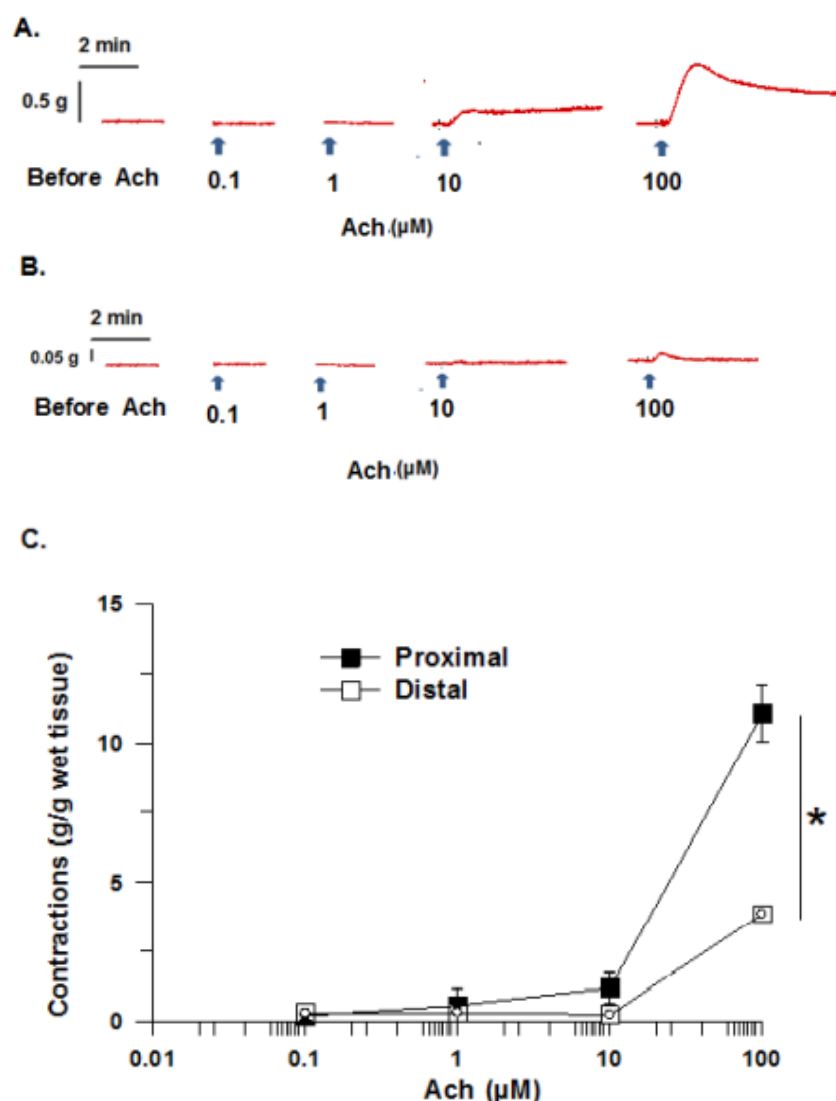 A.
2 min
0.5 g
Before Ach 0.1 1 10 100
Ach (µM)
B.
2 min
0.05 g
Before Ach 0.1 1 10 100
Ach (µM)
C.
Contractions (g/g wet tissue)
15
10
5
0
Proximal
Distal
*
0.01 0.1 1 10 100
Ach (µM)